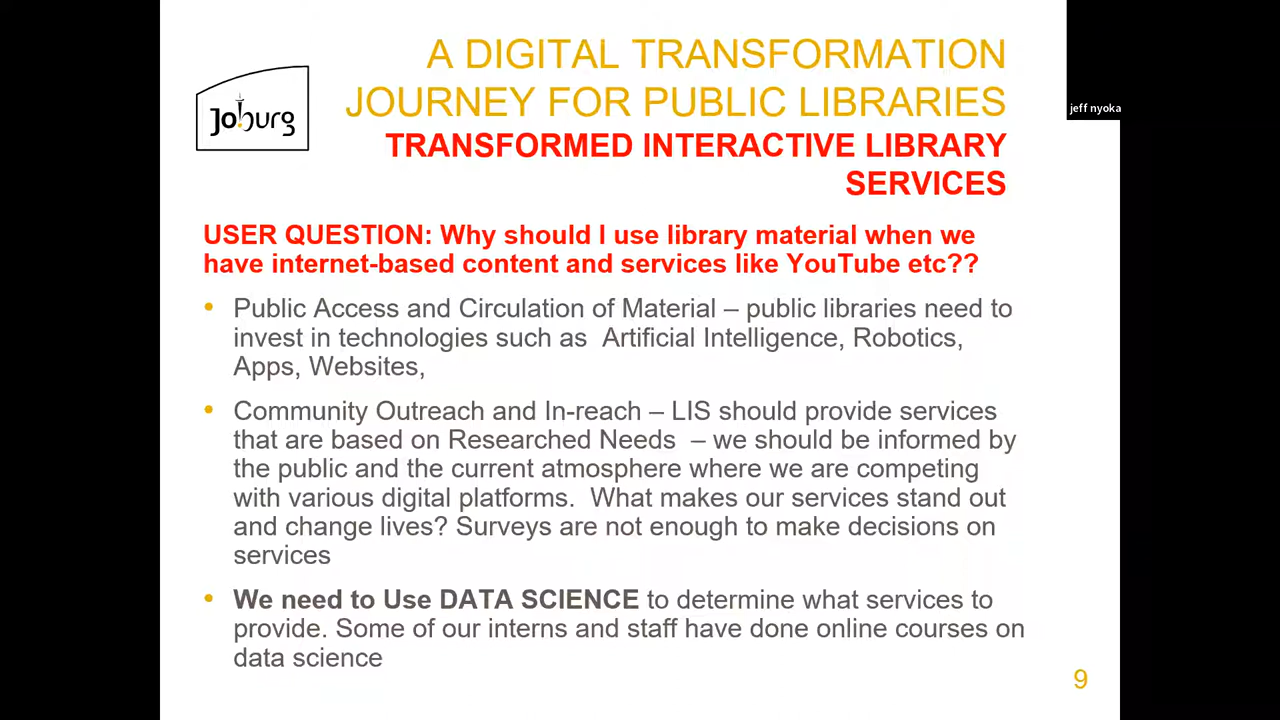 A DIGITAL TRANSFORMATION
JOURNEY FOR PUBLIC LIBRARIES
TRANSFORMED INTERACTIVE LIBRARY
SERVICES
Joburg
jeff nyoka
USER QUESTION: Why should I use library material when we
have internet-based content and services like YouTube etc??
• Public Access and Circulation of Material – public libraries need to
invest in technologies such as  Artificial Intelligence, Robotics,
Apps, Websites,
• Community Outreach and In-reach – LIS should provide services
that are based on Researched Needs  – we should be informed by
the public and the current atmosphere where we are competing
with various digital platforms.  What makes our services stand out
and change lives? Surveys are not enough to make decisions on
services
• We need to Use DATA SCIENCE to determine what services to
provide. Some of our interns and staff have done online courses on
data science
9